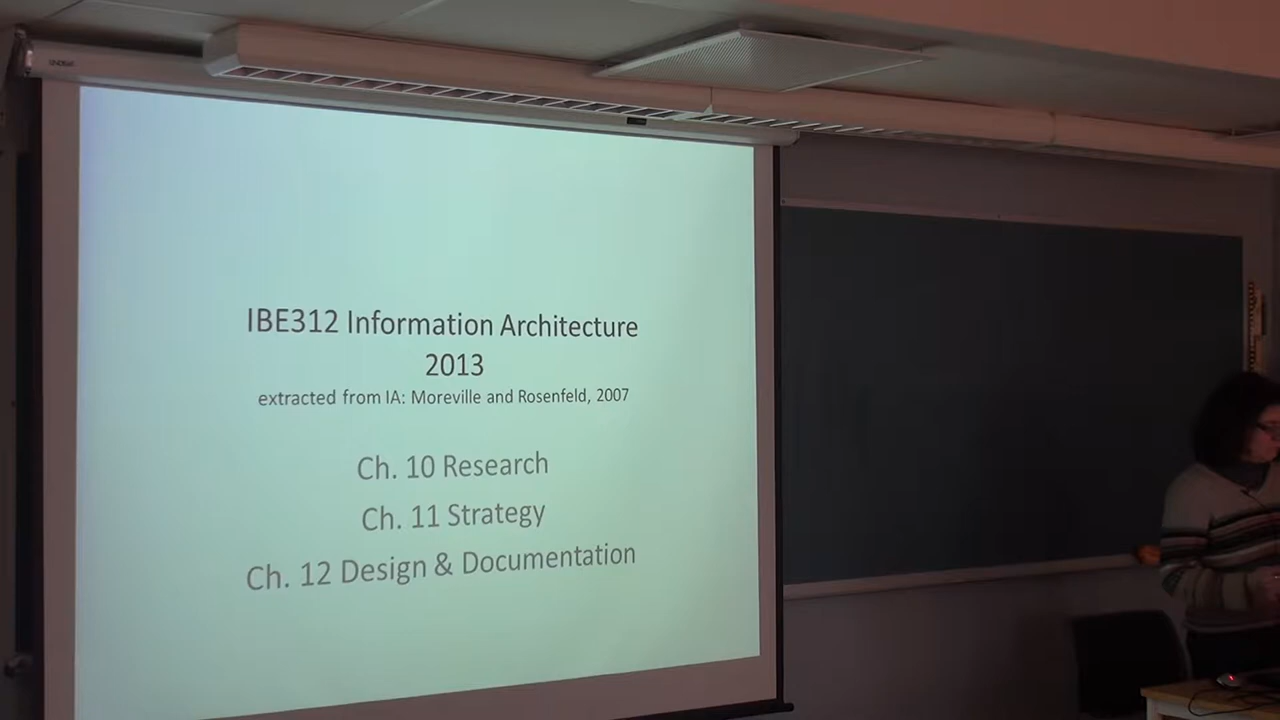 IBE312 Information Architecture
2013
extracted from IA: Moreville and Rosenfeld, 2007
Ch. 10 Research
Ch. 11 Strategy
Ch. 12 Design & Documentation